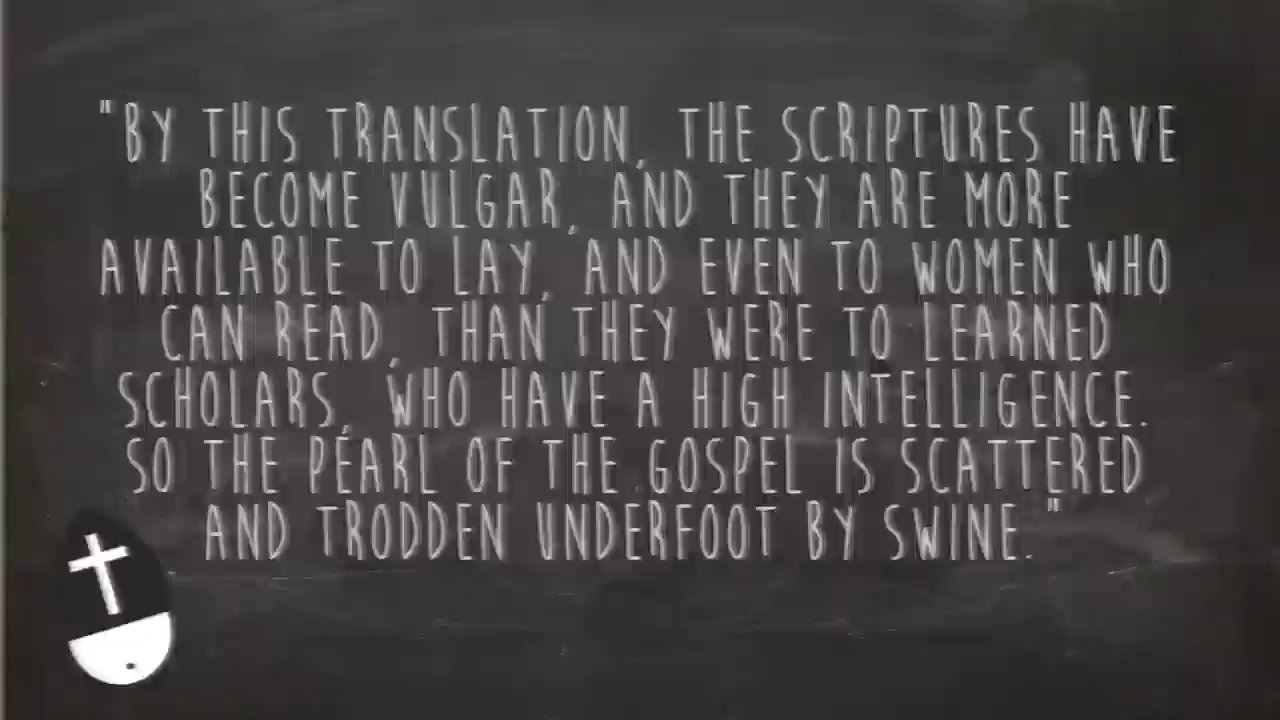 "BY THIS TRANSLATION, THE SCRIPTURES HAVE
BECOME VULGAR, AND THEY ARE MORE
AVAILABLE TO LAY, AND EVEN TO WOMEN WHO
CAN READ, THAN THEY WERE TO LEARNED
SCHOLARS, WHO HAVE A HIGH INTELLIGENCE.
SO THE PEARL OF THE GOSPEL IS SCATTERED
AND TRODDEN UNDERFOOT BY SWINE."